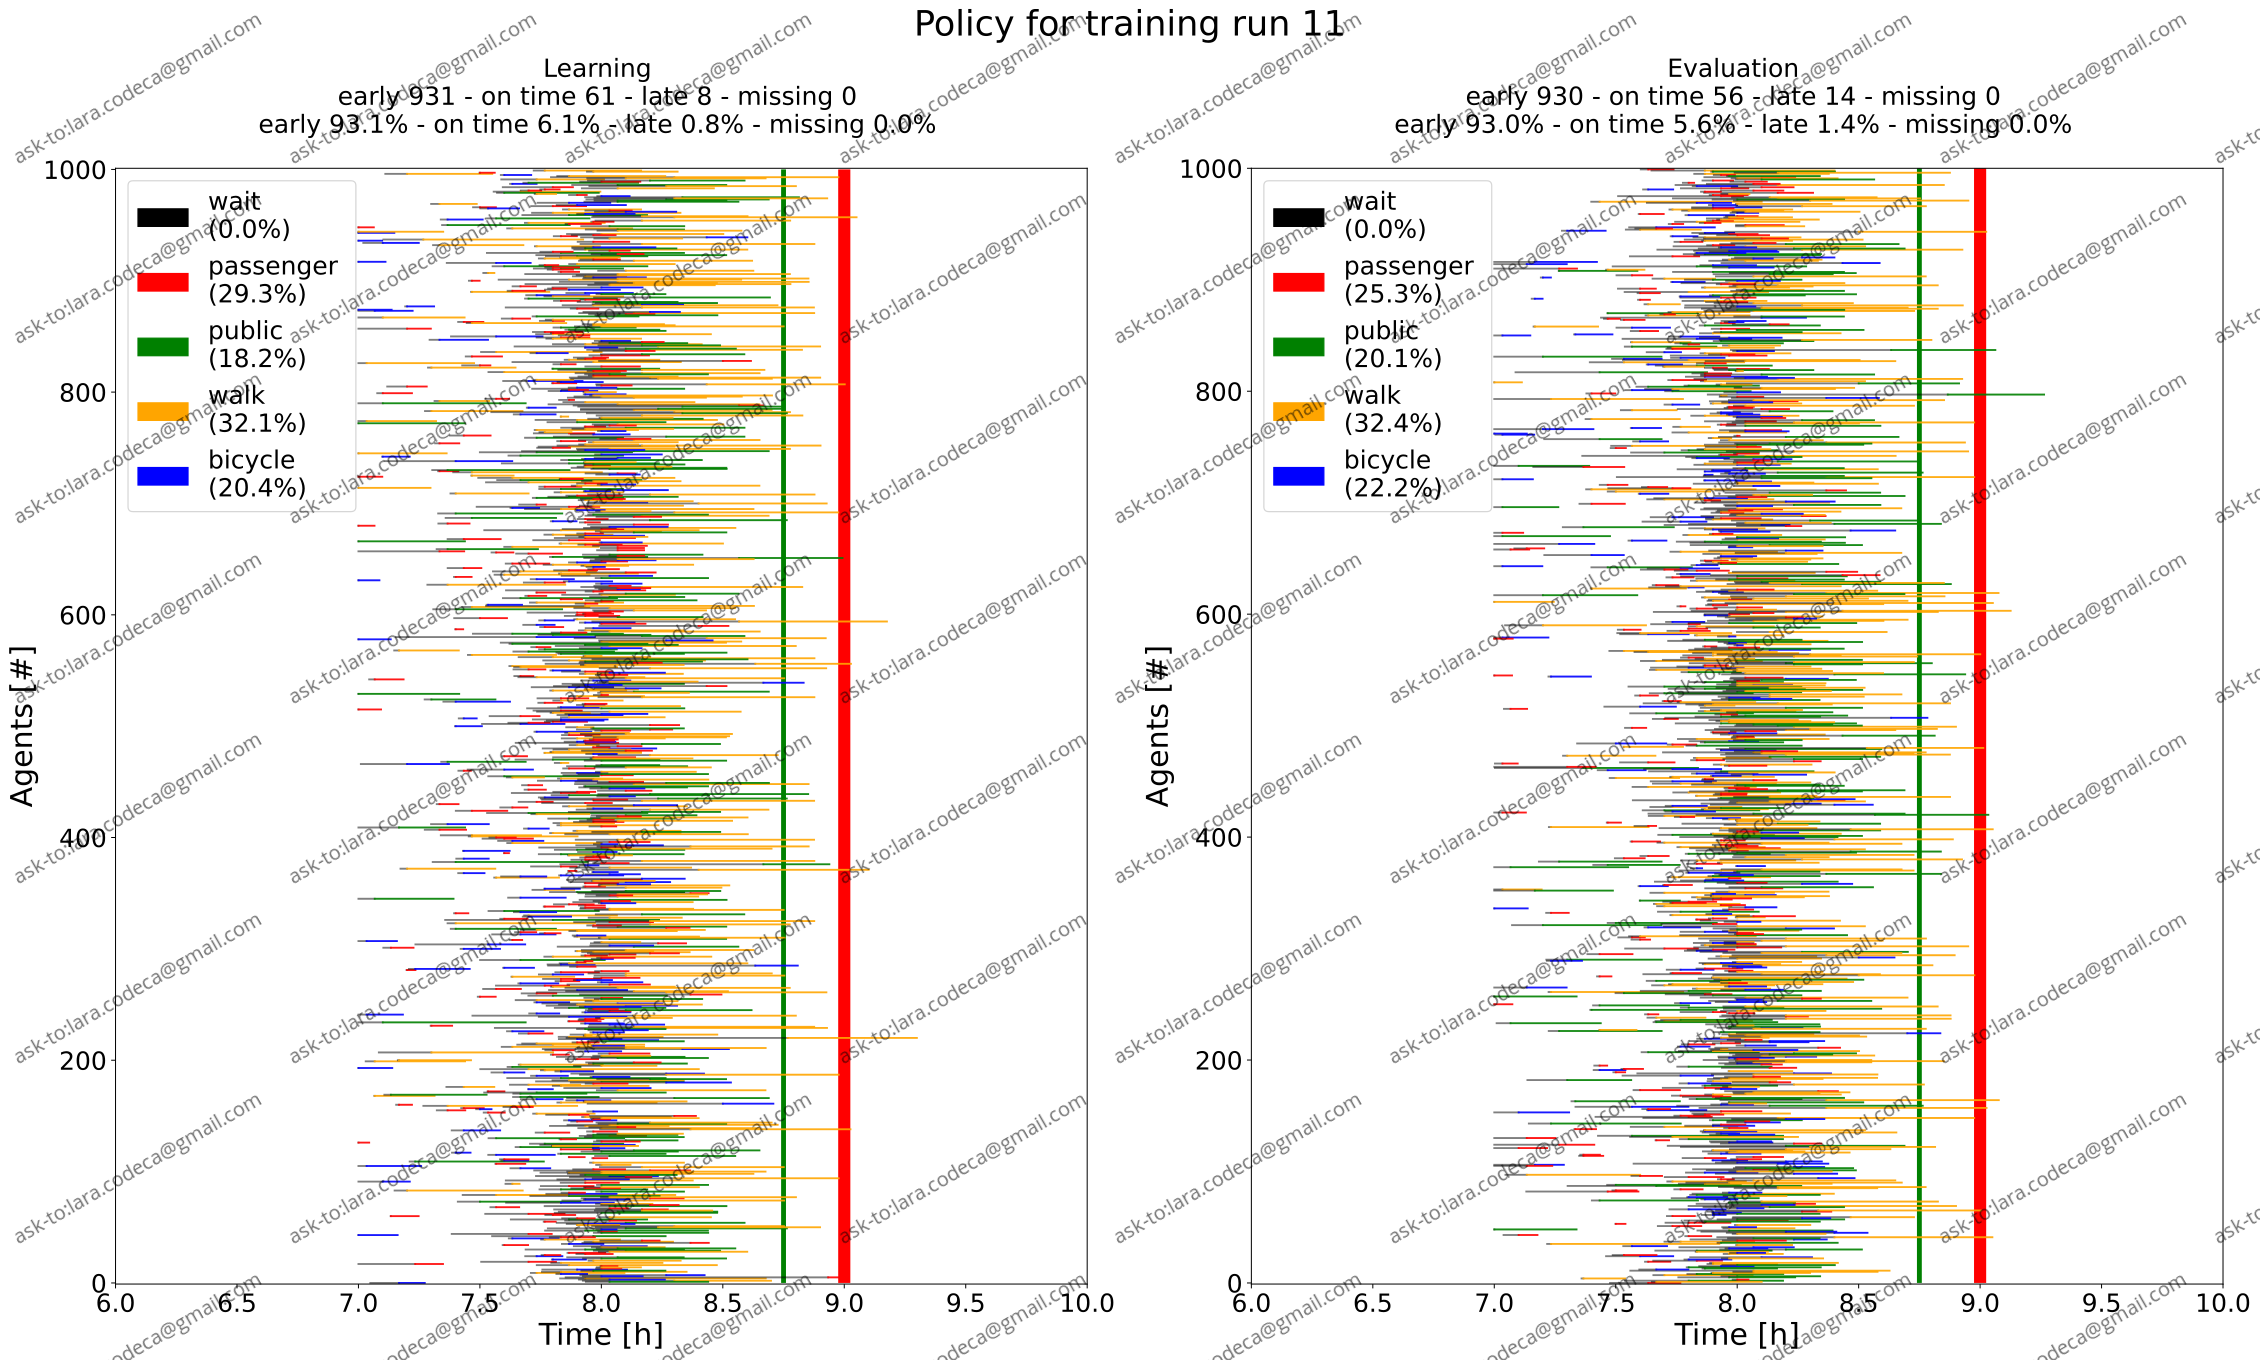 Policy for training run 11
Learning
early 931 - on time 61 - late 8 - missing 0
early 93.1% - on time 6.1% - late 0.8% - missing 0.0%
1000
800
600
400
200
0
Agents [#]
wait
(0.0%)
passenger
(29.3%)
public
(18.2%)
walk
(32.1%)
bicycle
(20.4%)
6.0 6.5 7.0 7.5 8.0 8.5 9.0 9.5 10.0
Time [h]
Evaluation
early 930 - on time 56 - late 14 - missing 0
early 93.0% - on time 5.6% - late 1.4% - missing 0.0%
1000
800
600
400
200
0
Agents [#]
wait
(0.0%)
passenger
(25.3%)
public
(20.1%)
walk
(32.4%)
bicycle
(22.2%)
6.0 6.5 7.0 7.5 8.0 8.5 9.0 9.5 10.0
Time [h]
ask-to:lara.codeca@gmail.com